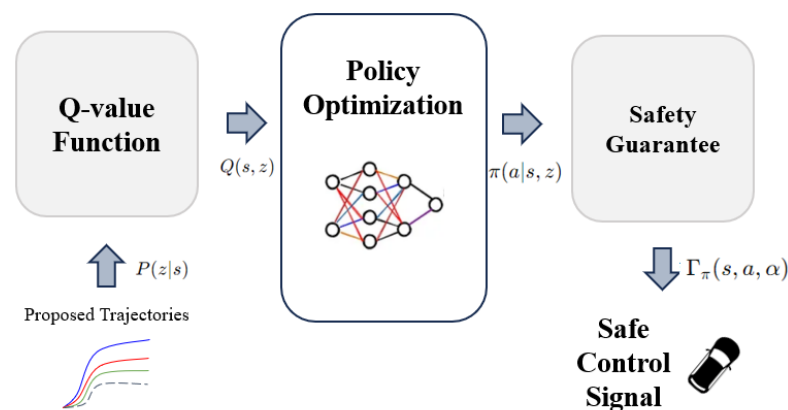 Q-value
Function
Q(s, z)
Policy
Optimization
π(a|s, z)
Safety
Guarantee
P(z|s)
Proposed Trajectories
Γπ(s, a, α)
Safe
Control
Signal